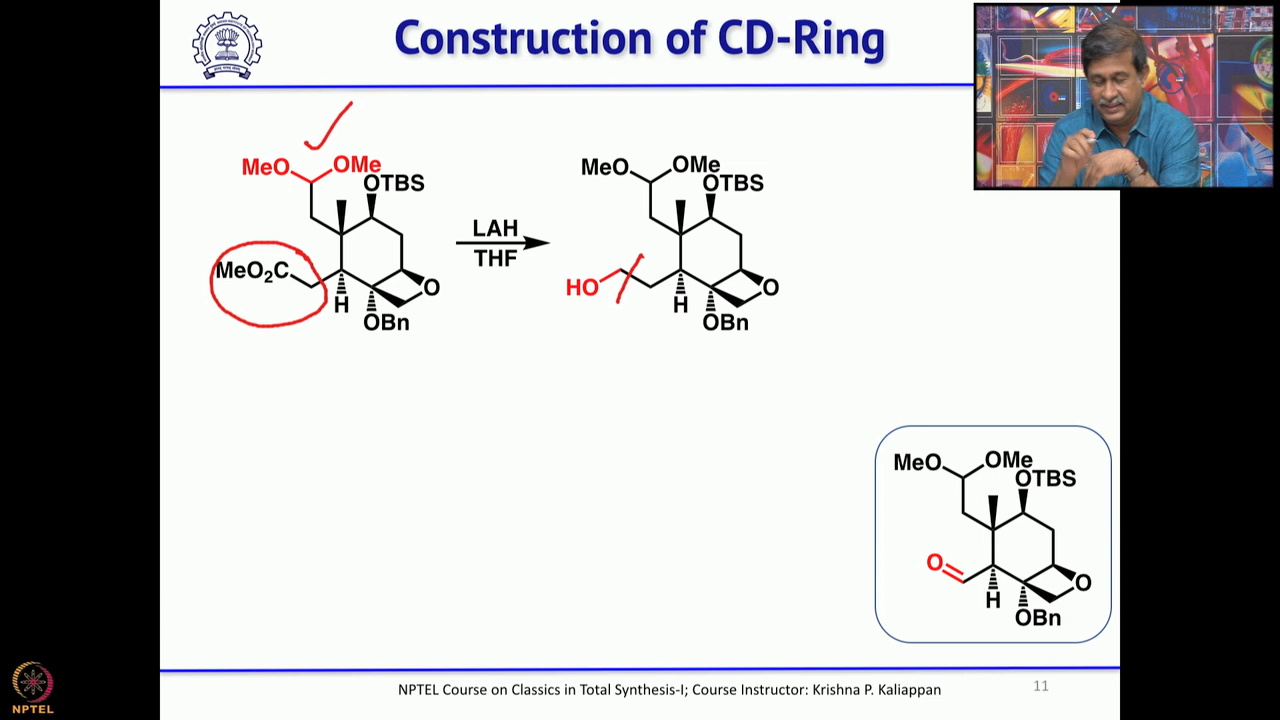 Construction of CD-Ring
MeO OMe
OTBS
MeO2C
H
O
OBn
LAH
THF
MeO OMe
OTBS
HO
H
O
OBn
MeO OMe
OTBS
O
H
O
OBn
NPTEL Course on Classics in Total Synthesis-I; Course Instructor: Krishna P. Kaliappan
11
NPTEL